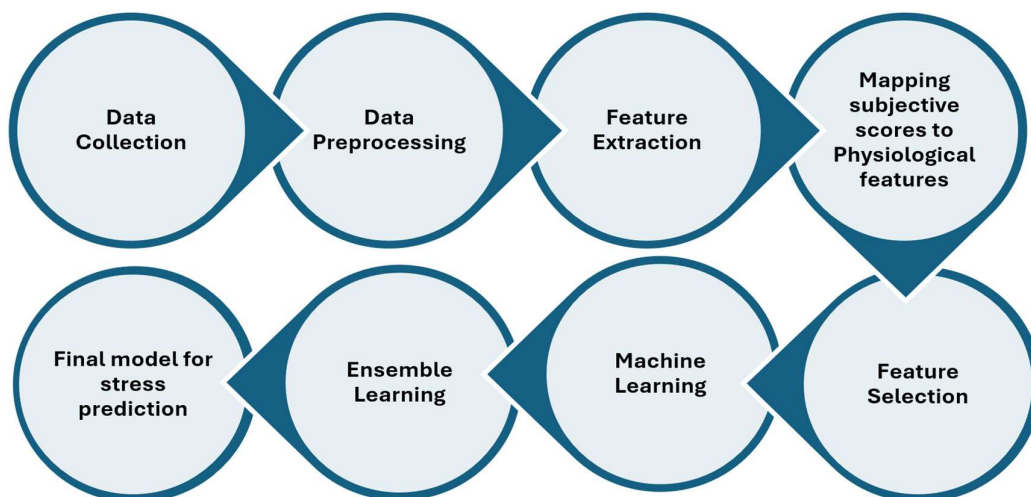 Data
Collection
Data
Preprocessing
Feature
Extraction
Mapping
subjective
scores to
Physiological
features
Feature
Selection
Machine
Learning
Ensemble
Learning
Final model for
stress
prediction